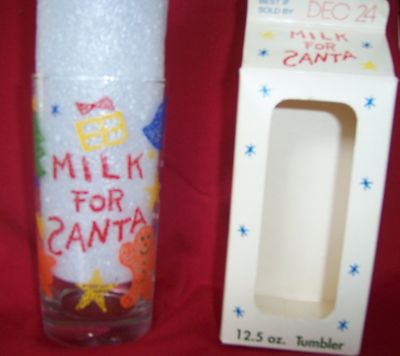 MILK
FOR
SANTA
BEST IF
SOLD BY DEC 24
MILK
FOR
SANTA
12.5 oz. Tumbler